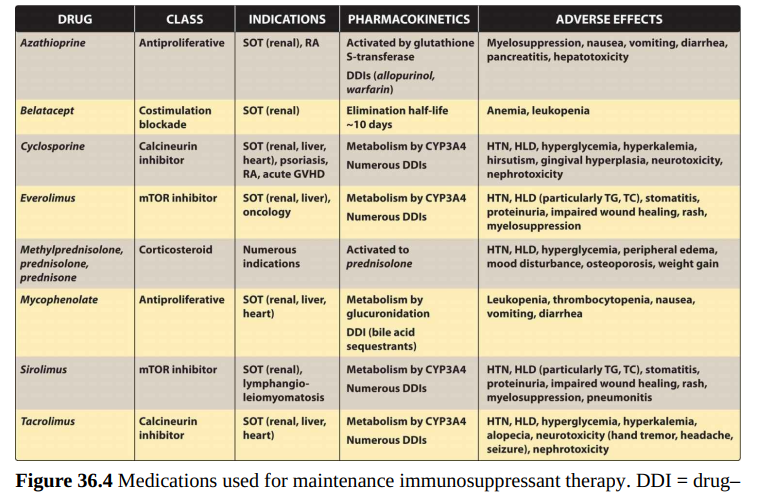 DRUG CLASS INDICATIONS PHARMACOKINETICS ADVERSE EFFECTS
Azathioprine Antiproliferative SOT (renal), RA Activated by glutathione Myelosuppression, nausea, vomiting, diarrhea,
S-transferase pancreatitis, hepatotoxicity
DDIs (allopurinol,
warfarin)
Belatacept Costimulation SOT (renal) Elimination half-life Anemia, leukopenia
blockade ~10 days
Cyclosporine Calcineurin SOT (renal, liver, Metabolism by CYP3A4 HTN, HLD, hyperglycemia, hyperkalemia,
inhibitor heart), psoriasis, Numerous DDIs hirsutism, gingival hyperplasia, neurotoxicity,
RA, acute GVHD nephrotoxicity
Everolimus mTOR inhibitor SOT (renal, liver), Metabolism by CYP3A4 HTN, HLD (particularly TG, TC), stomatitis,
oncology Numerous DDIs proteinuria, impaired wound healing, rash,
myelosuppression
Methylprednisolone, Corticosteroid Numerous Activated to HTN, HLD, hyperglycemia, peripheral edema,
prednisolone, indications prednisolone mood disturbance, osteoporosis, weight gain
prednisone
Mycophenolate Antiproliferative SOT (renal, liver, Metabolism by Leukopenia, thrombocytopenia, nausea,
heart) glucuronidation vomiting, diarrhea
DDI (bile acid
sequestrants)
Sirolimus mTOR inhibitor SOT (renal), Metabolism by CYP3A4 HTN, HLD (particularly TG, TC), stomatitis,
lymphangio- Numerous DDIs proteinuria, impaired wound healing, rash,
leiomyomatosis myelosuppression, pneumonitis
Tacrolimus Calcineurin SOT (renal, liver, Metabolism by CYP3A4 HTN, HLD, hyperglycemia, hyperkalemia,
inhibitor heart) Numerous DDIs alopecia, neurotoxicity (hand tremor, headache,
seizure), nephrotoxicity
Figure 36.4 Medications used for maintenance immunosuppressant therapy. DDI = drug–